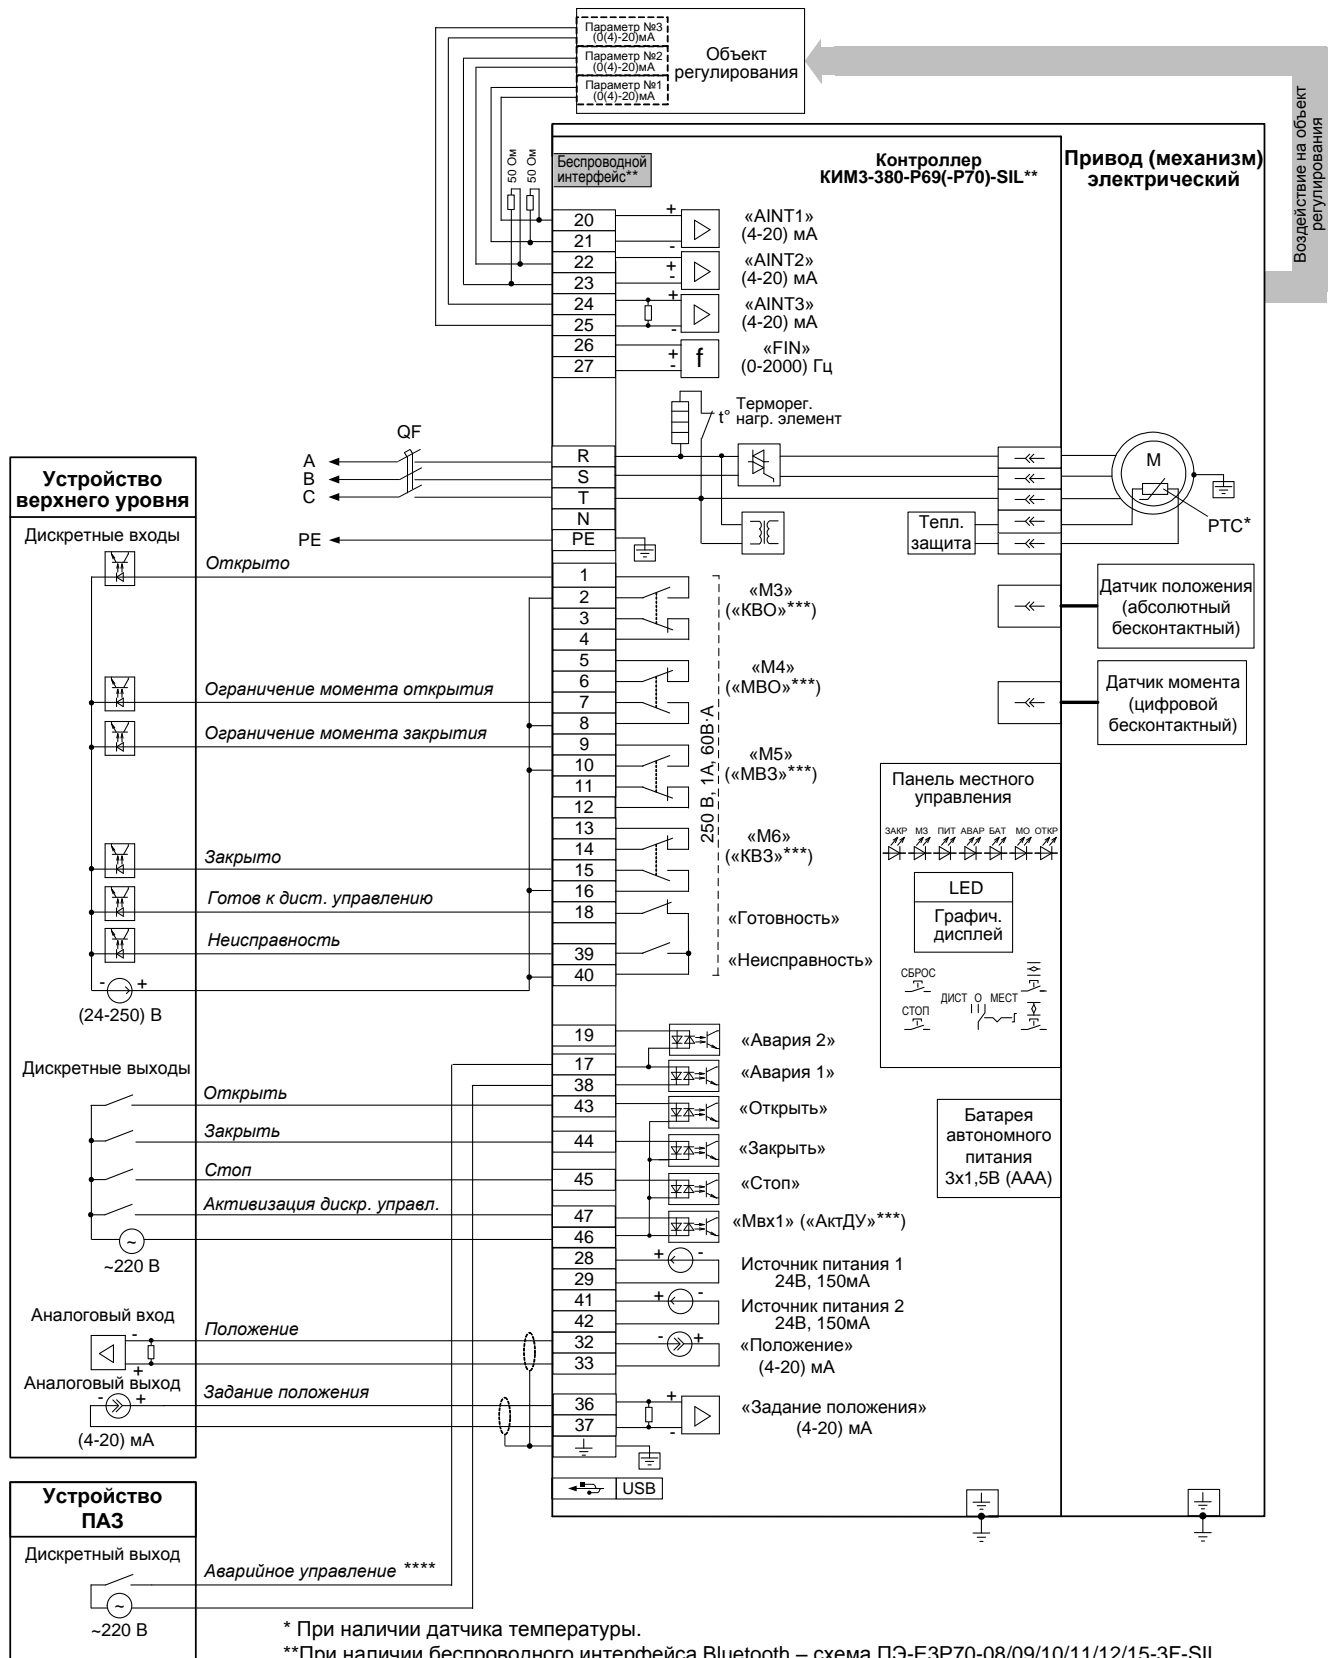 Параметр №3
(0(4)-20)мА
Параметр №2
(0(4)-20)мА
Параметр №1
(0(4)-20)мА
Объект
регулирования
Воздействие на объект
регулирования
50 Ом
50 Ом
Беспроводной
интерфейс**
Контроллер
КИМ3-380-Р69(-Р70)-SIL**
Привод (механизм)
электрический
20
21
22
23
24
25
26
27
+
-
«AINT1»
(4-20) мА
+
-
«AINT2»
(4-20) мА
+
-
«AINT3»
(4-20) мА
+
-
f
«FIN»
(0-2000) Гц
t°
Терморег.
нагр. элемент
QF
A
B
C
PE
R
S
T
N
PE
Тепл.
защита
M
PTC*
Датчик положения
(абсолютный
бесконтактный)
Датчик момента
(цифровой
бесконтактный)
Устройство
верхнего уровня
Дискретные входы
Открыто
Ограничение момента открытия
Ограничение момента закрытия
Закрыто
Готов к дист. управлению
Неисправность
- +
(24-250) В
1
2
3
4
5
6
7
8
9
10
11
12
13
14
15
16
18
39
40
«М3»
(«КВО»***)
«М4»
(«МВО»***)
«М5»
(«МВЗ»***)
«М6»
(«КВЗ»***)
«Готовность»
«Неисправность»
250 В, 1А, 60В·А
Панель местного
управления
ЗАКР МЗ ПИТ АВАР БАТ МО ОТКР
LED
Графич.
дисплей
СБРОС
СТОП
ДИСТ О МЕСТ
Дискретные выходы
Открыть
Закрыть
Стоп
Активизация дискр. управл.
~
~220 В
19
17
38
43
44
45
47
46
28
29
41
42
32
33
36
37
«Авария 2»
«Авария 1»
«Открыть»
«Закрыть»
«Стоп»
«Мвх1» («АктДУ»***)
+ -
Источник питания 1
24В, 150мА
+ -
Источник питания 2
24В, 150мА
- +
«Положение»
(4-20) мА
+
-
«Задание положения»
(4-20) мА
Батарея
автономного
питания
3х1,5В (ААА)
Аналоговый вход
-
+
Положение
Аналоговый выход
- +
Задание положения
(4-20) мА
USB
Устройство
ПАЗ
Дискретный выход
Аварийное управление ****
~
~220 В
* При наличии датчика температуры.
**При наличии беспроводного интерфейса Bluetooth – схема ПЭ-Е3Р70-08/09/10/11/12/15-3F-SIL